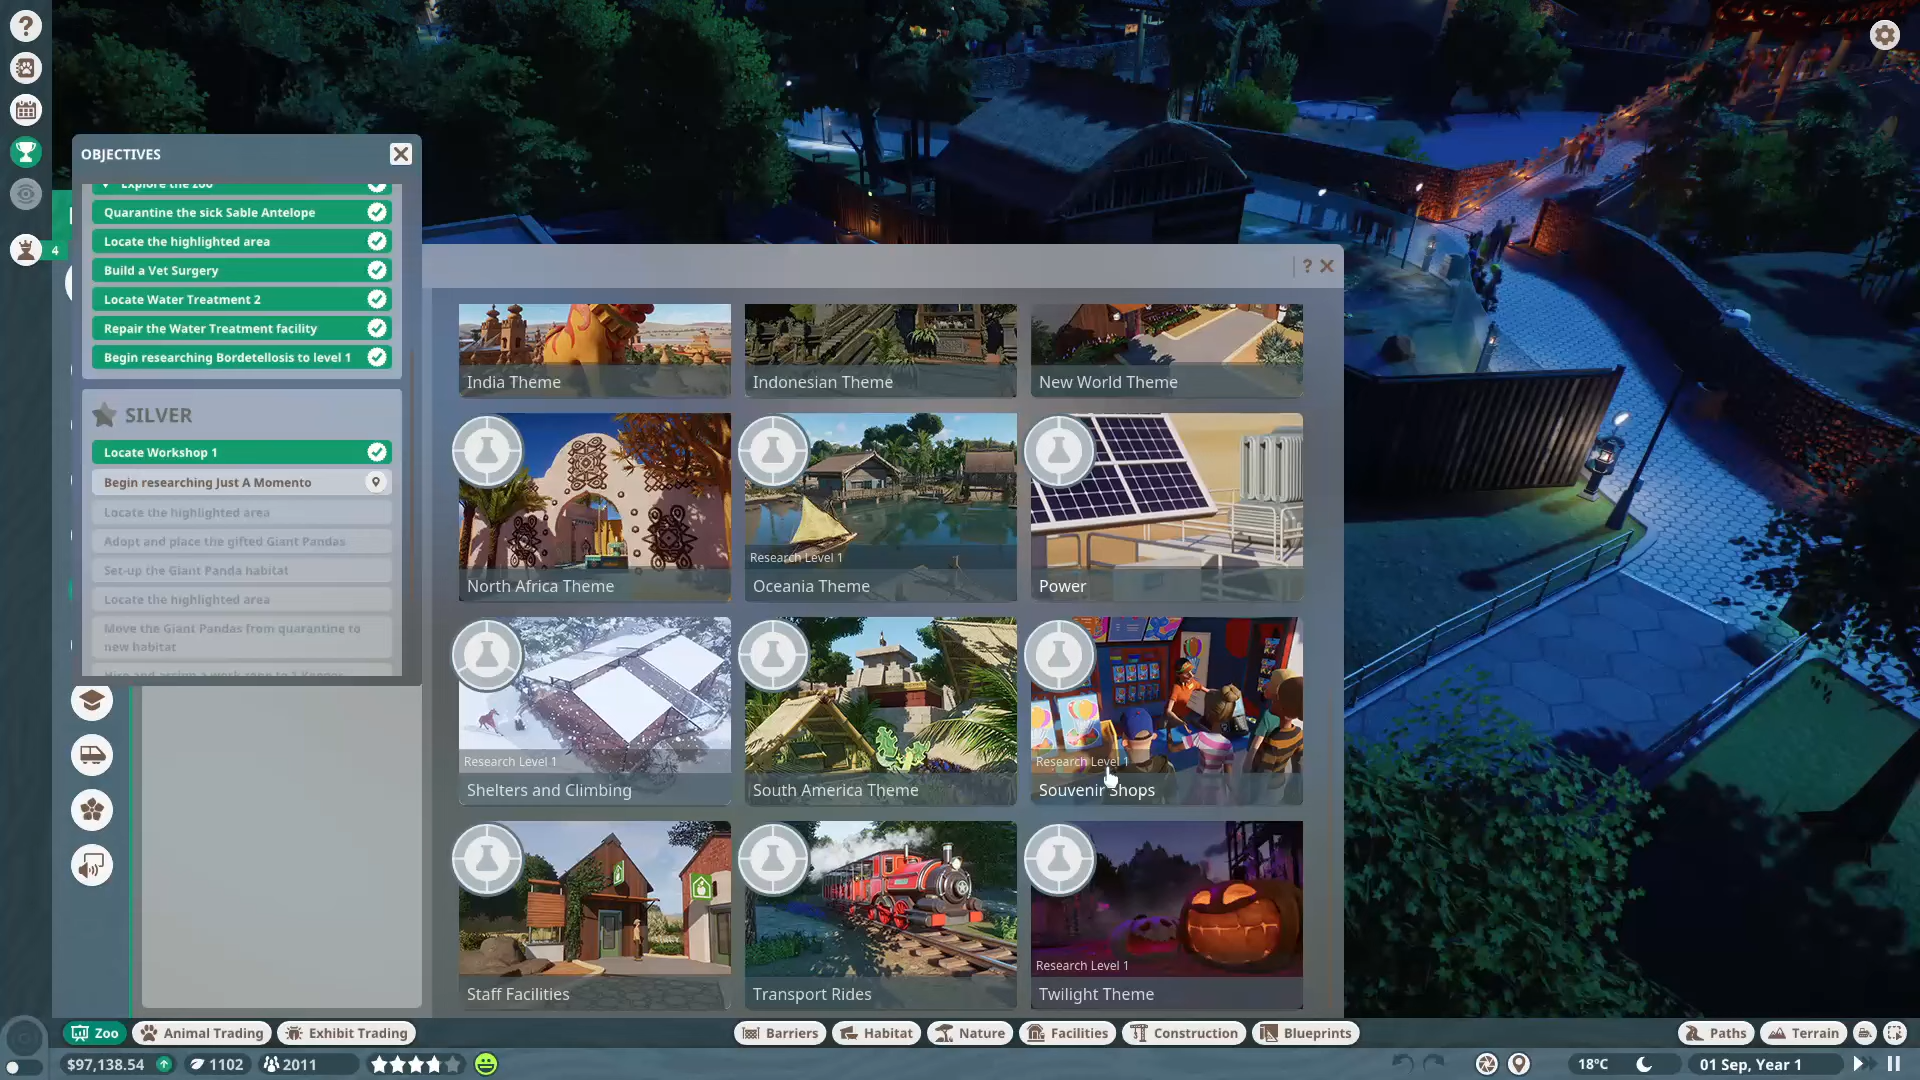 OBJECTIVES
Explore the zoo
Quarantine the sick Sable Antelope
Locate the highlighted area
Build a Vet Surgery
Locate Water Treatment 2
Repair the Water Treatment facility
Begin researching Bordetellosis to level 1
SILVER
Locate Workshop 1
Begin researching Just A Momento
Locate the highlighted area
Adopt and place the gifted Giant Pandas
Set-up the Giant Panda habitat
Locate the highlighted area
Move the Giant Pandas from quarantine to
new habitat
4
?
?
India Theme
Indonesian Theme
New World Theme
North Africa Theme
Research Level 1
Oceania Theme
Power
Research Level 1
Shelters and Climbing
South America Theme
Research Level 1
Souvenir Shops
Staff Facilities
Transport Rides
Research Level 1
Twilight Theme
Zoo
Animal Trading
Exhibit Trading
Barriers
Habitat
Nature
Facilities
Construction
Blueprints
Paths
Terrain
$97,138.54
1102
2011
18°C
01 Sep, Year 1